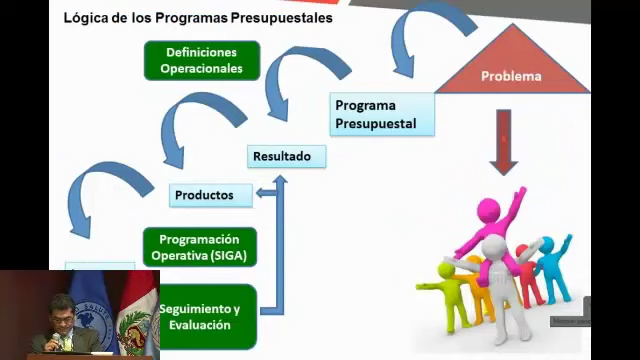 Lógica de los Programas Presupuestales
Definiciones
Operacionales
Problema
Programa
Presupuestal
Resultado
Productos
Programación
Operativa (SIGA)
Seguimiento y
Evaluación